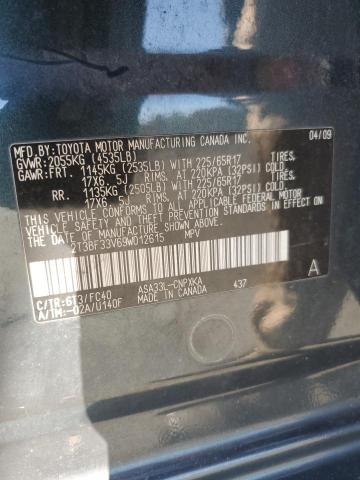 MFD.BY:TOYOTA MOTOR MANUFACTURING CANADA INC. 04/09
GVWR:2055KG (4535LB)
GAWR:FRT. 1145KG (2535LB)WITH 225/65R17 TIRES,
17X6 ½J RIMS, AT 220KPA (32PSI) COLD
RR. 1135KG (2505LB)WITH 225/65R17 TIRES,
17X6 ½J RIMS, AT 220KPA (32PSI) COLD
THIS VEHICLE CONFORMS TO ALL APPLICABLE FEDERAL MOTOR
VEHICLE SAFETY, AND THEFT PREVENTION STANDARDS
IN EFFECT ON THE DATE OF MANUFACTURE SHOWN ABOVE.
2T3BF33V69W012615 MPV
C/TR:6T3/FC40 ASA33L-CNPXKA 437 A
A/TM:-02A/U140F MADE IN CANADA